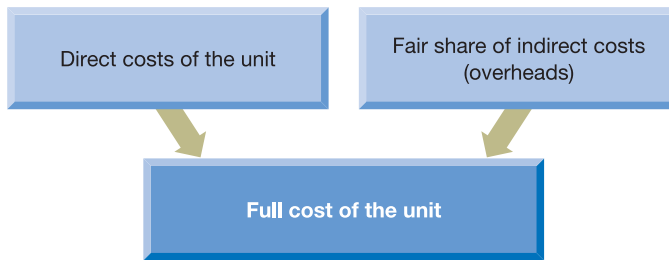 Direct costs of the unit
Fair share of indirect costs
(overheads)
Full cost of the unit